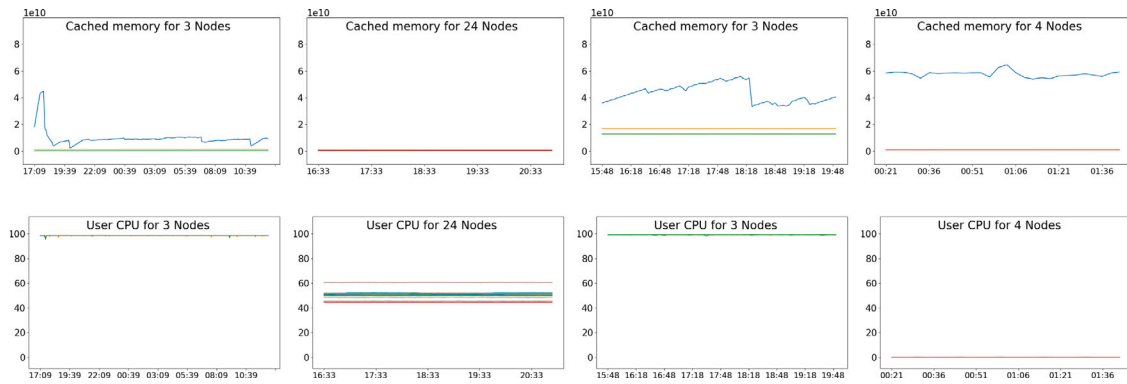 1e10
Cached memory for 3 Nodes
8
6
4
2
0
17:09 19:39 22:09 00:39 03:09 05:39 08:09 10:39
1e10
Cached memory for 24 Nodes
8
6
4
2
0
16:33 17:33 18:33 19:33 20:33
1e10
Cached memory for 3 Nodes
8
6
4
2
0
15:48 16:18 16:48 17:18 17:48 18:18 18:48 19:18 19:48
1e10
Cached memory for 4 Nodes
8
6
4
2
0
00:21 00:36 00:51 01:06 01:21 01:36
User CPU for 3 Nodes
100
80
60
40
20
0
17:09 19:39 22:09 00:39 03:09 05:39 08:09 10:39
User CPU for 24 Nodes
100
80
60
40
20
0
16:33 17:33 18:33 19:33 20:33
User CPU for 3 Nodes
100
80
60
40
20
0
15:48 16:18 16:48 17:18 17:48 18:18 18:48 19:18 19:48
User CPU for 4 Nodes
100
80
60
40
20
0
00:21 00:36 00:51 01:06 01:21 01:36